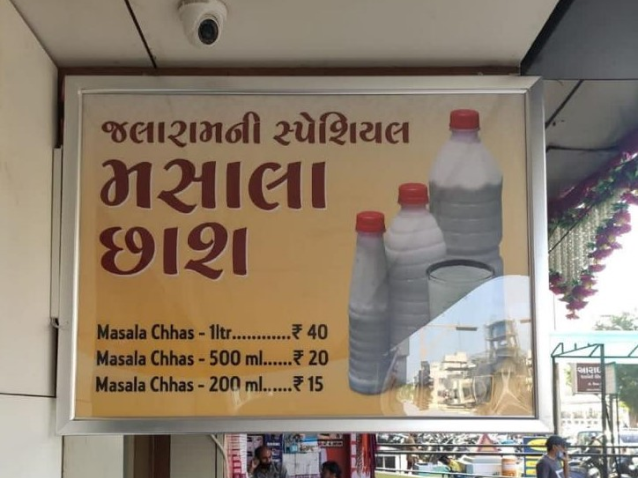 જલારામની સ્પેશિયલ
મસાલા
છાશ
Masala Chhas - 1ltr............₹ 40
Masala Chhas - 500 ml......₹ 20
Masala Chhas - 200 ml......₹ 15